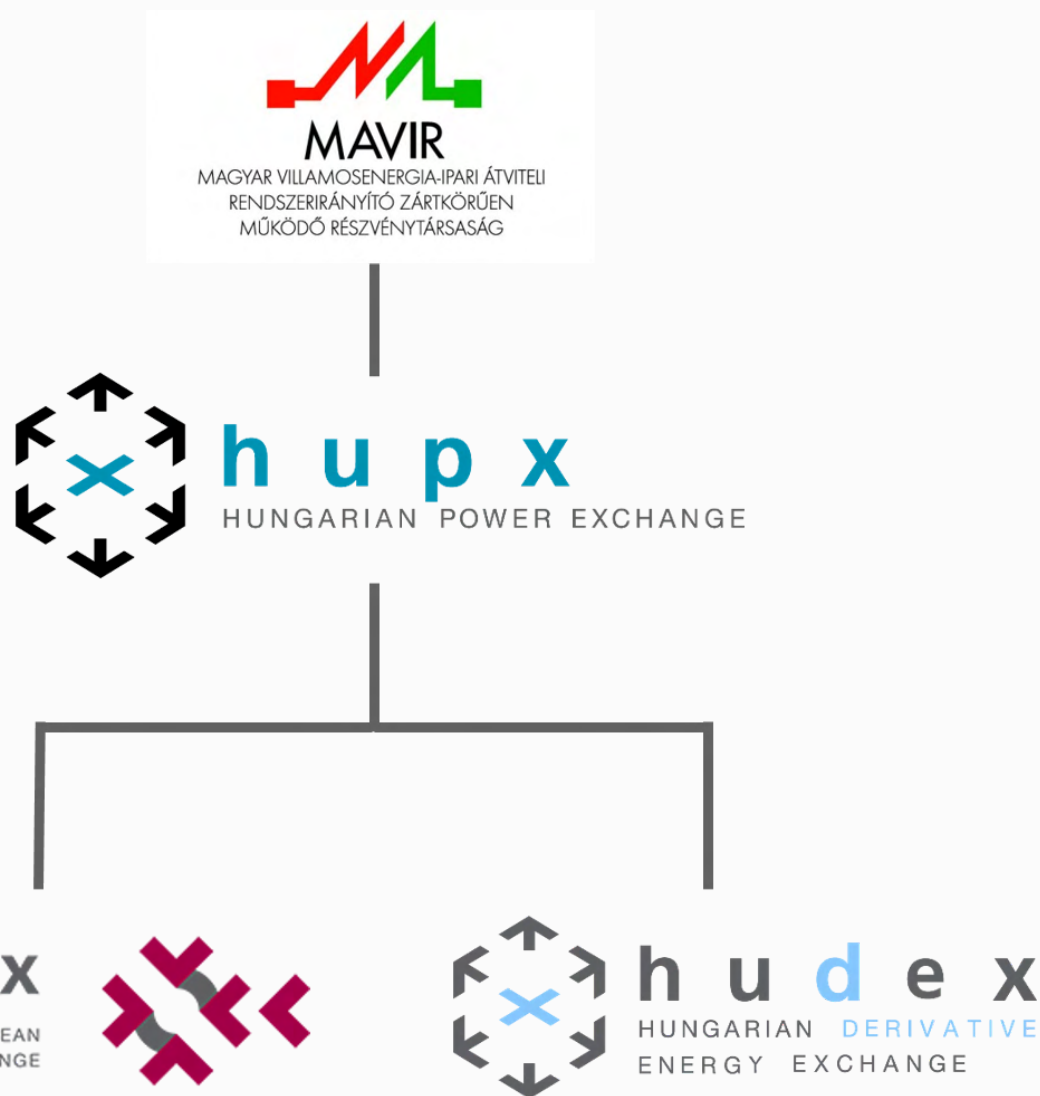 MAVIR
MAGYAR VILLAMOSENERGIA-IPARI ÁTVITELI
RENDSZERIRÁNYÍTÓ ZÁRTKÖRŰEN
MŰKÖDŐ RÉSZVÉNYTÁRSASÁG
hupx
HUNGARIAN POWER EXCHANGE
hudex
HUNGARIAN DERIVATIVE
ENERGY EXCHANGE